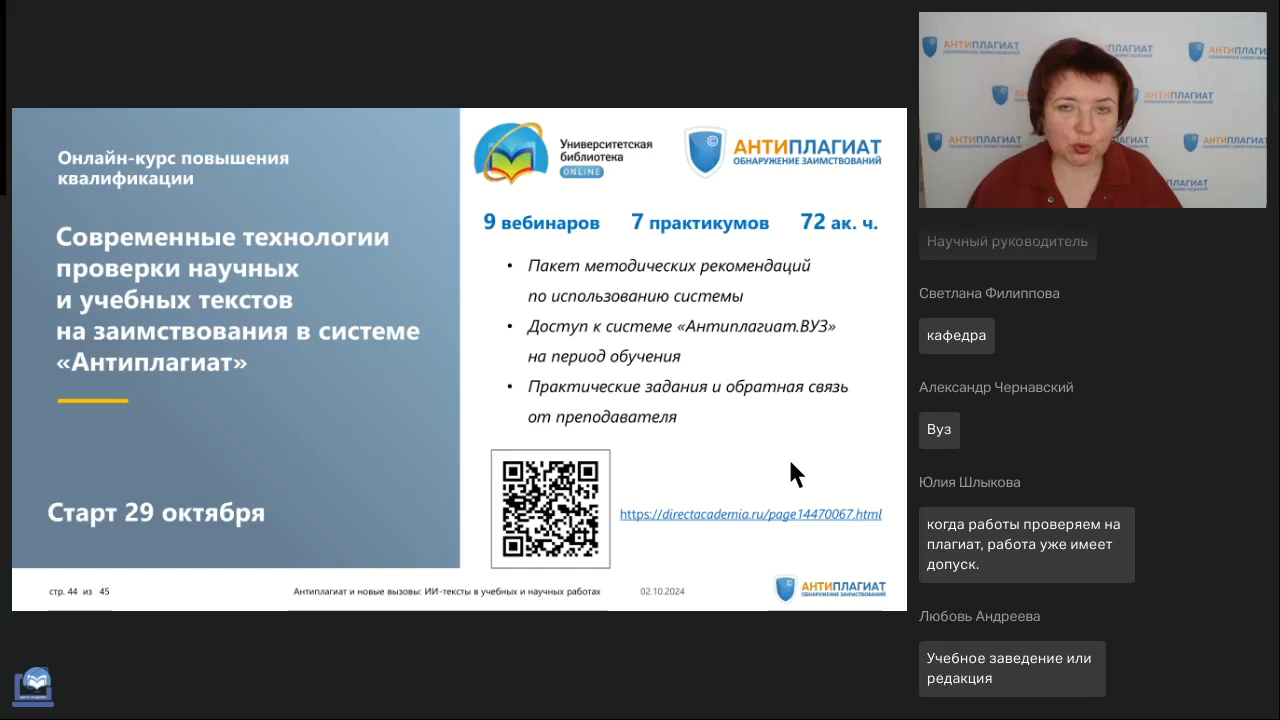 Онлайн-курс повышения
квалификации
Современные технологии
проверки научных
и учебных текстов
на заимствования в системе
«Антиплагиат»
Старт 29 октября
Университетская
библиотека
ONLINE
АНТИПЛАГИАТ
ОБНАРУЖЕНИЕ ЗАИМСТВОВАНИЙ
9 вебинаров 7 практикумов 72 ак. ч.
• Пакет методических рекомендаций
по использованию системы
• Доступ к системе «Антиплагиат.ВУЗ»
на период обучения
• Практические задания и обратная связь
от преподавателя
https://directacademia.ru/page14470067.html
стр. 44 из 45
Антиплагиат и новые вызовы: ИИ-тексты в учебных и научных работах
02.10.2024
АНТИПЛАГИАТ
ОБНАРУЖЕНИЕ ЗАИМСТВОВАНИЙ
АНТИПЛАГИАТ
АНТИПЛАГИАТ
Научный руководитель
Светлана Филиппова
кафедра
Александр Чернавский
Вуз
Юлия Шлыкова
когда работы проверяем на
плагиат, работа уже имеет
допуск.
Любовь Андреева
Учебное заведение или
редакция